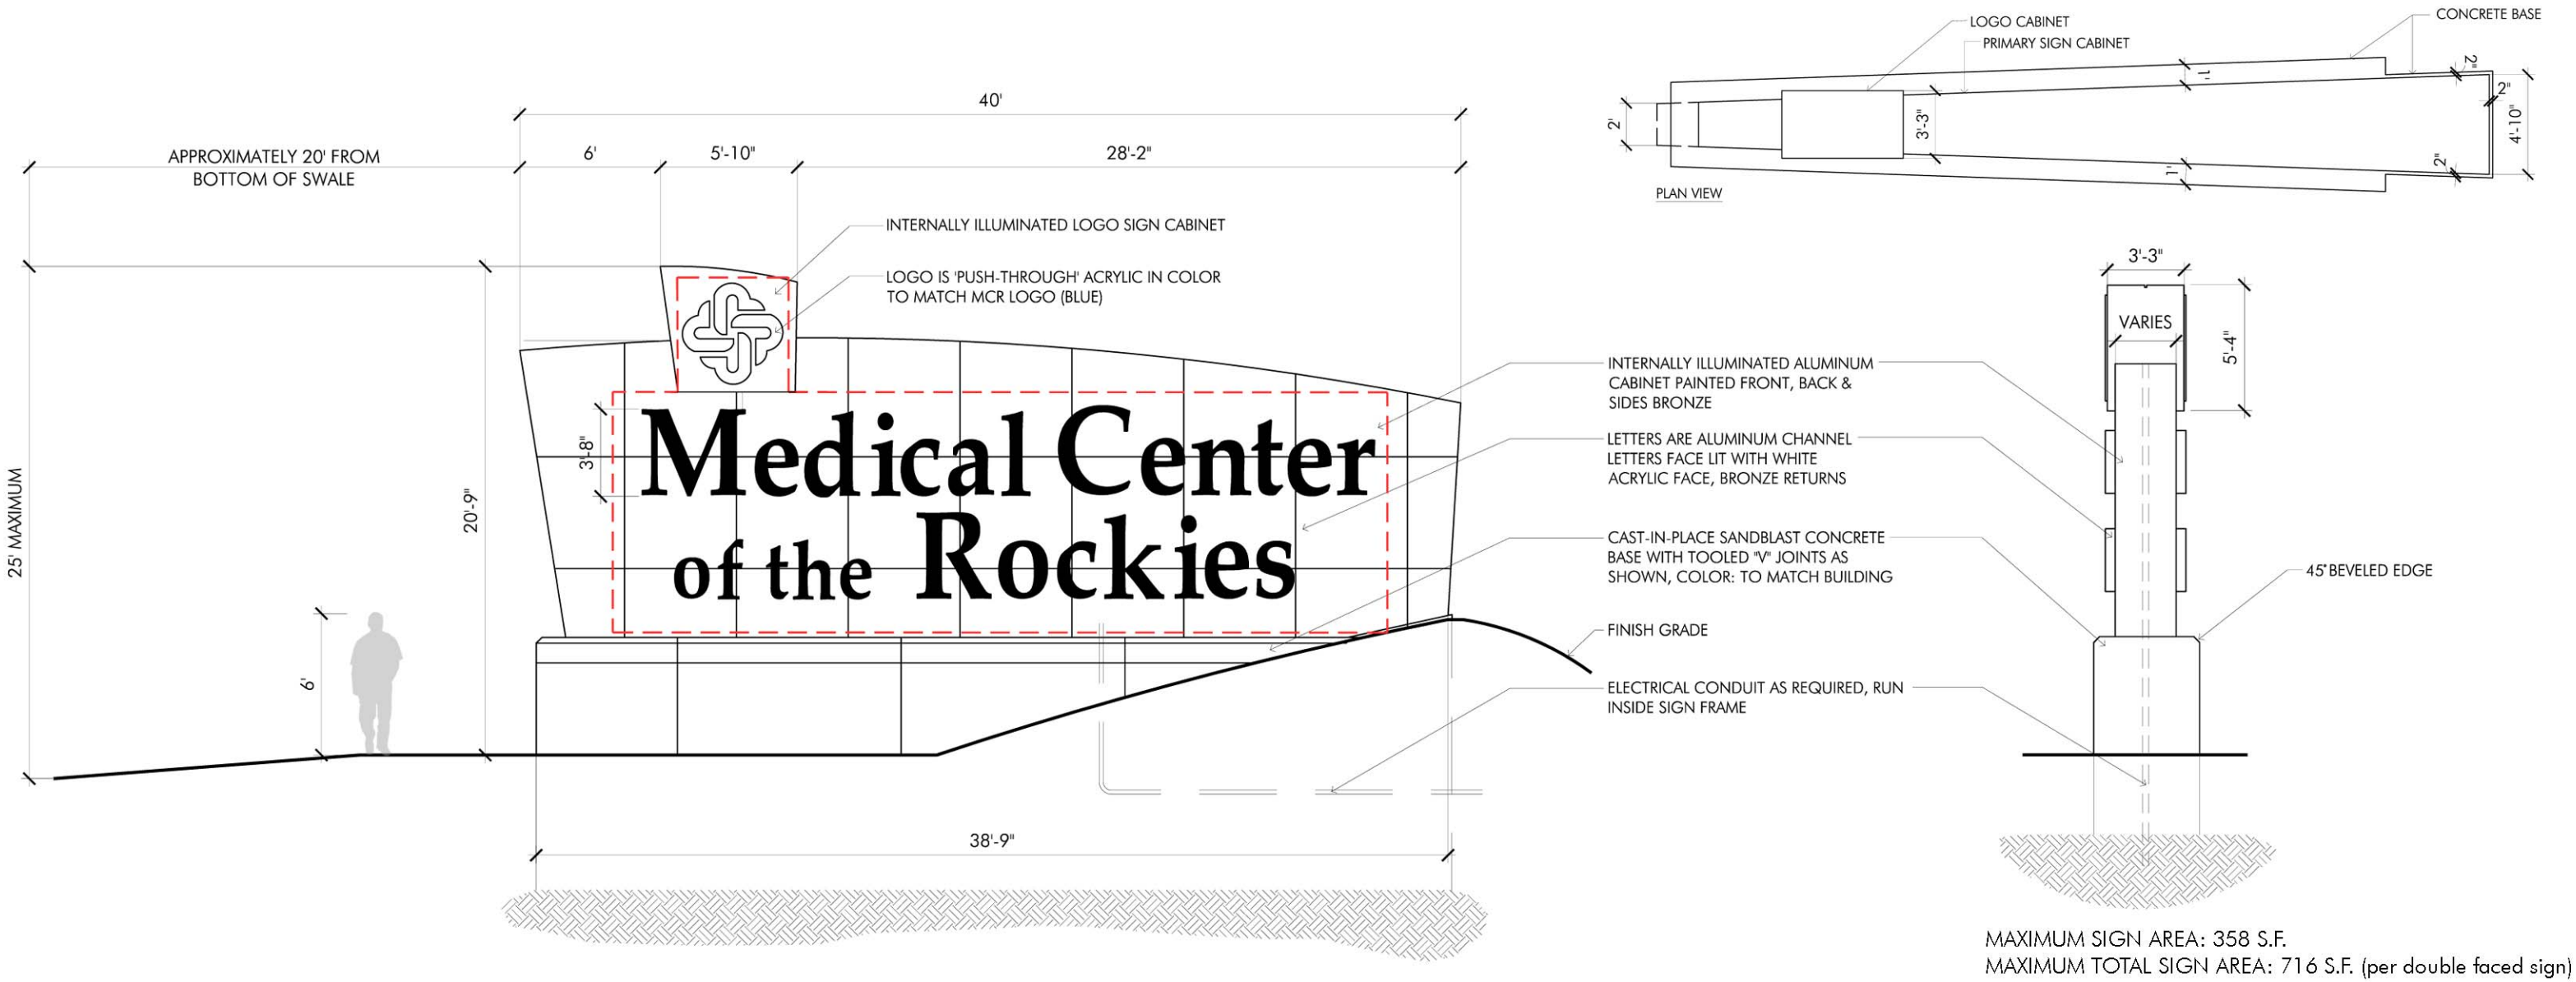 LOGO CABINET
CONCRETE BASE
PRIMARY SIGN CABINET
2"
1'
2"
2'
3'-3"
4'-10"
1'
2"
PLAN VIEW
40'
APPROXIMATELY 20' FROM
BOTTOM OF SWALE
6'
5'-10"
28'-2"
INTERNALLY ILLUMINATED LOGO SIGN CABINET
LOGO IS 'PUSH-THROUGH' ACRYLIC IN COLOR
TO MATCH MCR LOGO (BLUE)
3'-3"
VARIES
5'-4"
25' MAXIMUM
20'-9"
6'
3'-8"
Medical Center
of the Rockies
INTERNALLY ILLUMINATED ALUMINUM
CABINET PAINTED FRONT, BACK &
SIDES BRONZE
LETTERS ARE ALUMINUM CHANNEL
LETTERS FACE LIT WITH WHITE
ACRYLIC FACE, BRONZE RETURNS
CAST-IN-PLACE SANDBLAST CONCRETE
BASE WITH TOOLED "V" JOINTS AS
SHOWN, COLOR: TO MATCH BUILDING
45° BEVELED EDGE
FINISH GRADE
ELECTRICAL CONDUIT AS REQUIRED, RUN
INSIDE SIGN FRAME
38'-9"
MAXIMUM SIGN AREA: 358 S.F.
MAXIMUM TOTAL SIGN AREA: 716 S.F. (per double faced sign)